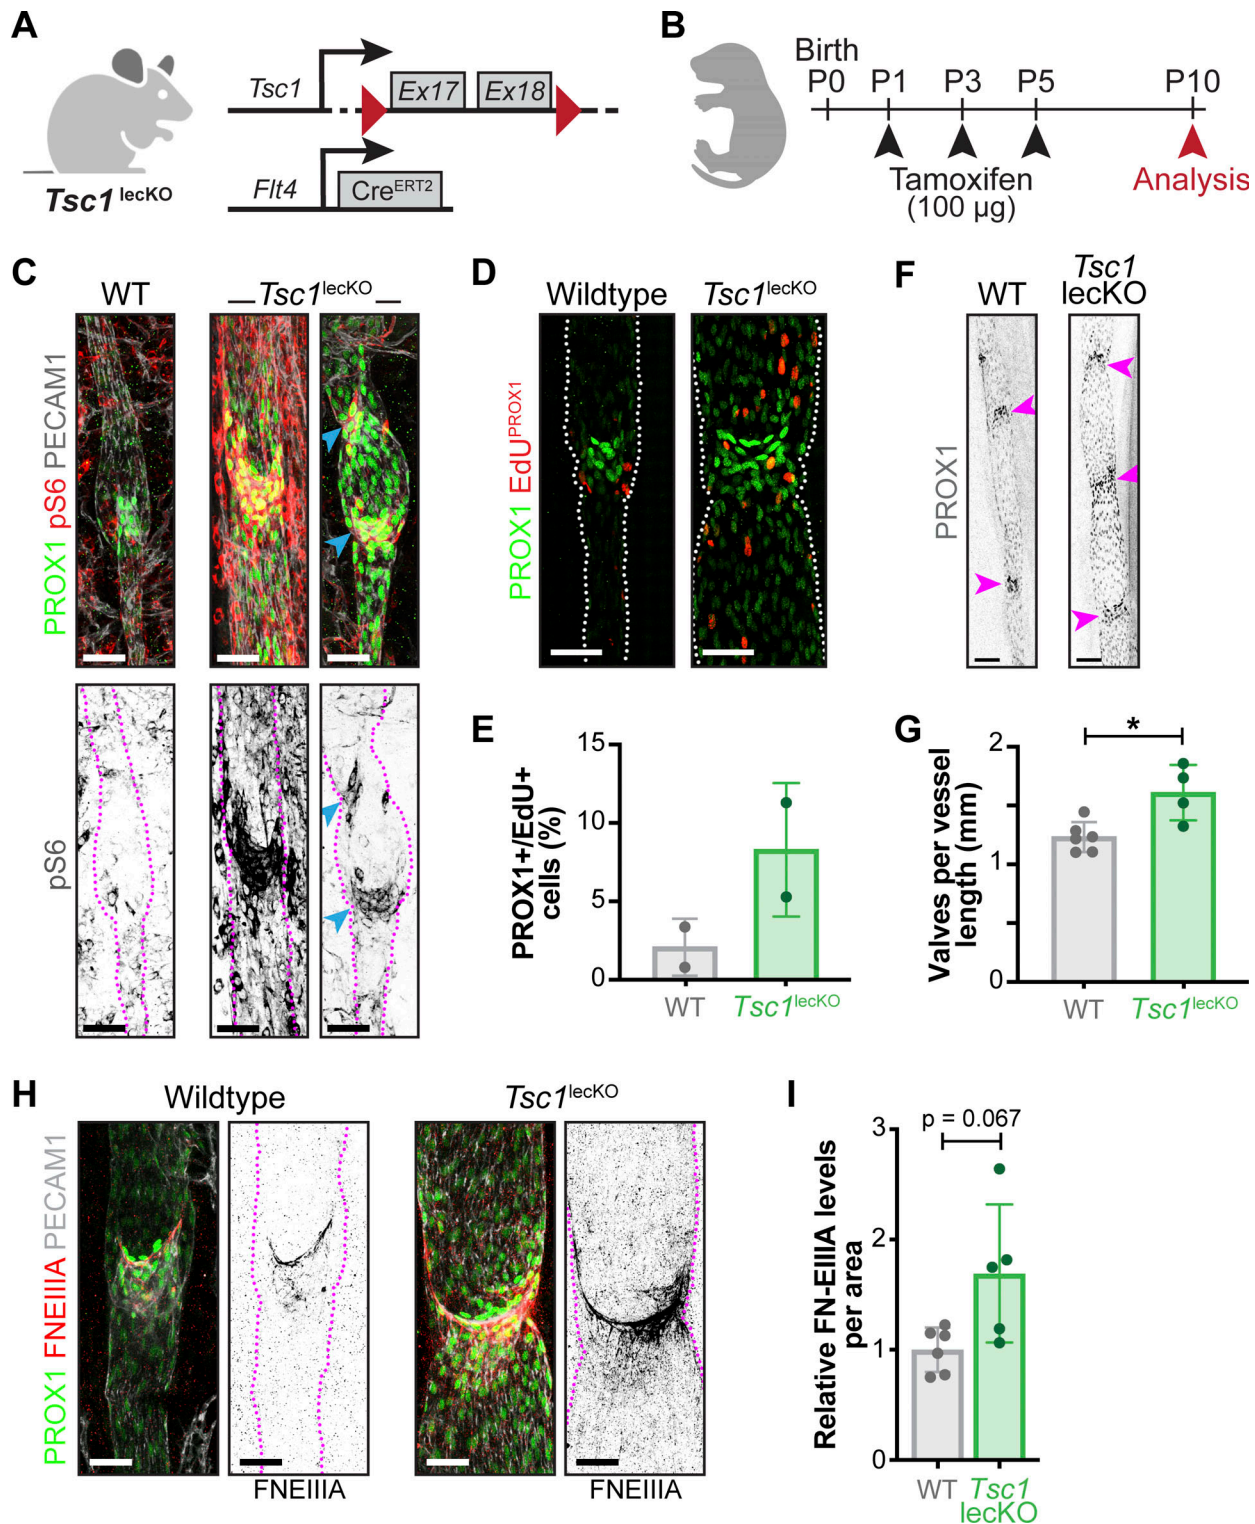 A
Tsc1
Ex17
Ex18
Flt4
CreERT2
Tsc1lecKO
B
Birth
P0 P1 P3 P5 P10
Tamoxifen
(100 µg)
Analysis
C
WT
Tsc1lecKO
PROX1 pS6 PECAM1
pS6
D
Wildtype
Tsc1lecKO
PROX1 EdUPROX1
E
PROX1+/EdU+
cells (%)
15
10
5
0
WT
Tsc1lecKO
F
WT
Tsc1
lecKO
PROX1
G
Valves per vessel
length (mm)
2
1
0
*
WT
Tsc1lecKO
H
Wildtype
Tsc1lecKO
PROX1 FNEIIIA PECAM1
FNEIIIA
FNEIIIA
I
p = 0.067
Relative FN-EIIIA levels
per area
3
2
1
0
WT
Tsc1
lecKO